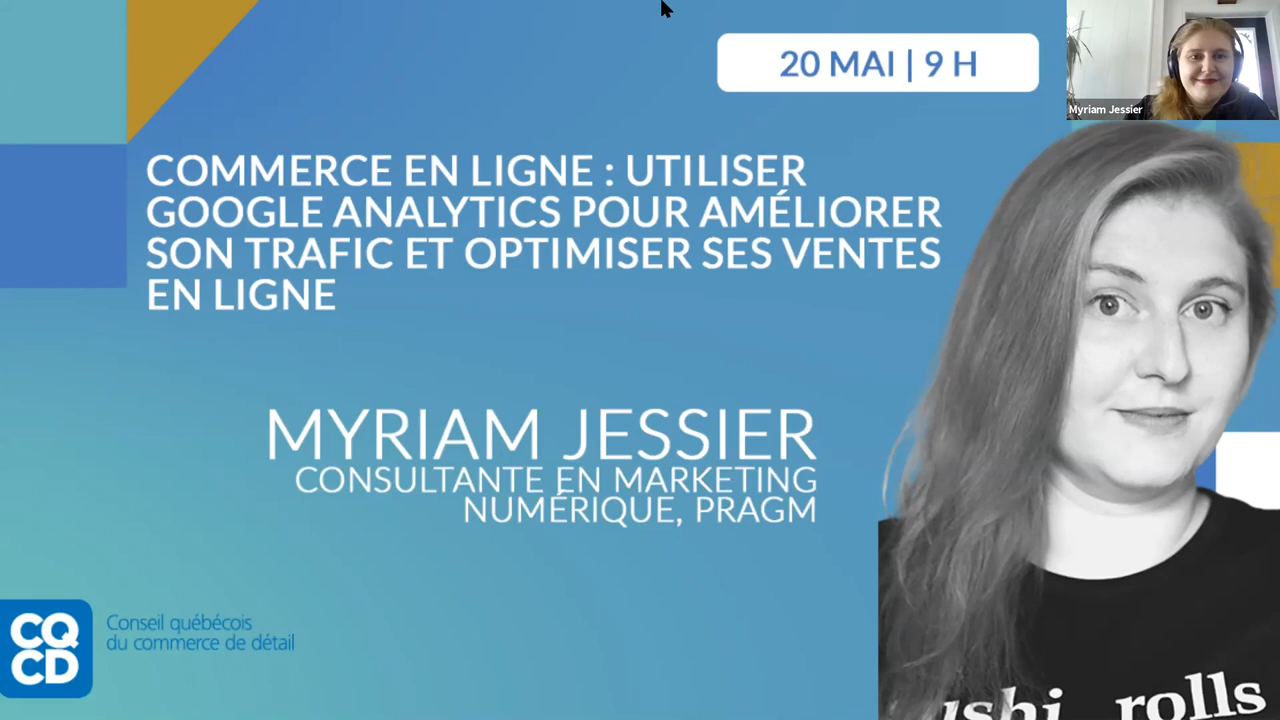 20 MAI | 9 H
Myriam Jessier
COMMERCE EN LIGNE : UTILISER
GOOGLE ANALYTICS POUR AMÉLIORER
SON TRAFIC ET OPTIMISER SES VENTES
EN LIGNE
MYRIAM JESSIER
CONSULTANTE EN MARKETING
NUMÉRIQUE, PRAGM
CQ
CD
Conseil québécois
du commerce de détail
rolls